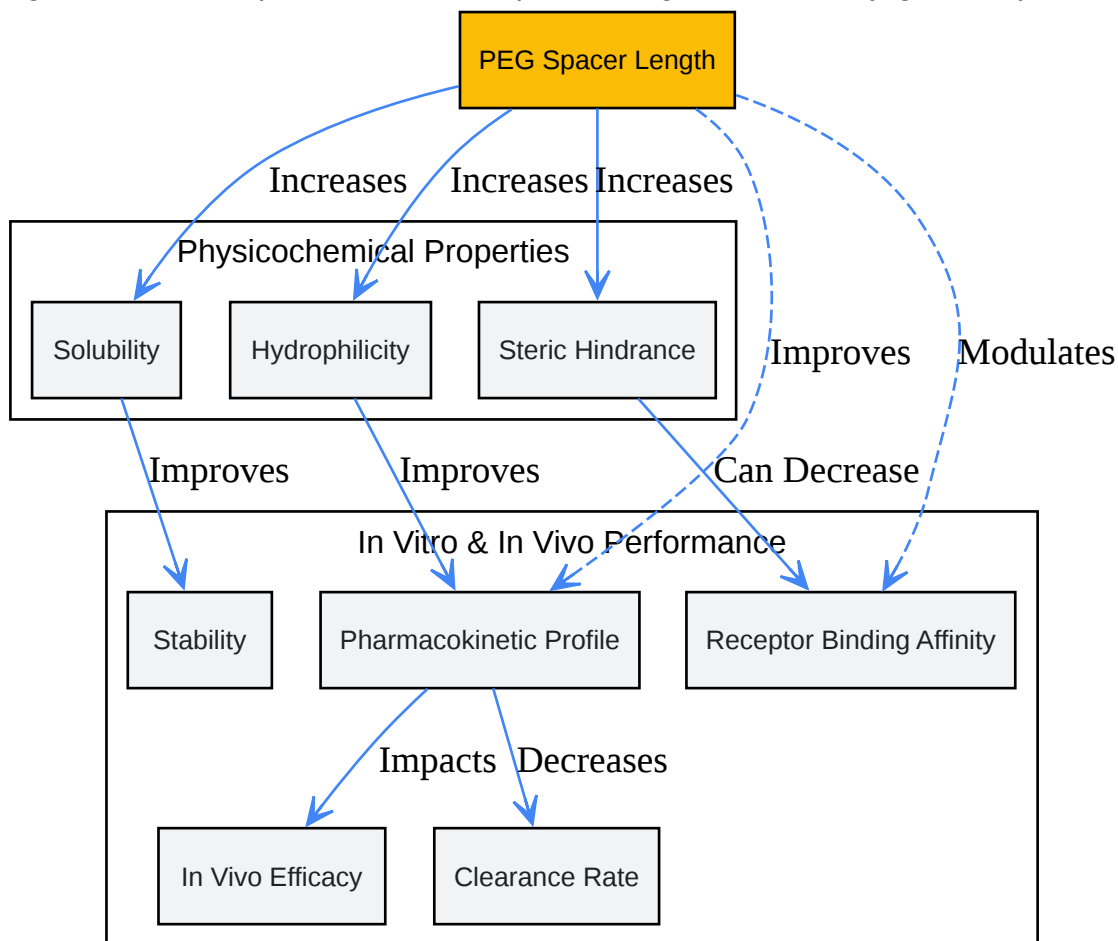 PEG Spacer Length
Increases Increases Increases
Physicochemical Properties
Solubility Hydrophilicity Steric Hindrance
Improves Modulates
Improves Improves Can Decrease
In Vitro & In Vivo Performance
Stability Pharmacokinetic Profile Receptor Binding Affinity
Impacts Decreases
In Vivo Efficacy Clearance Rate